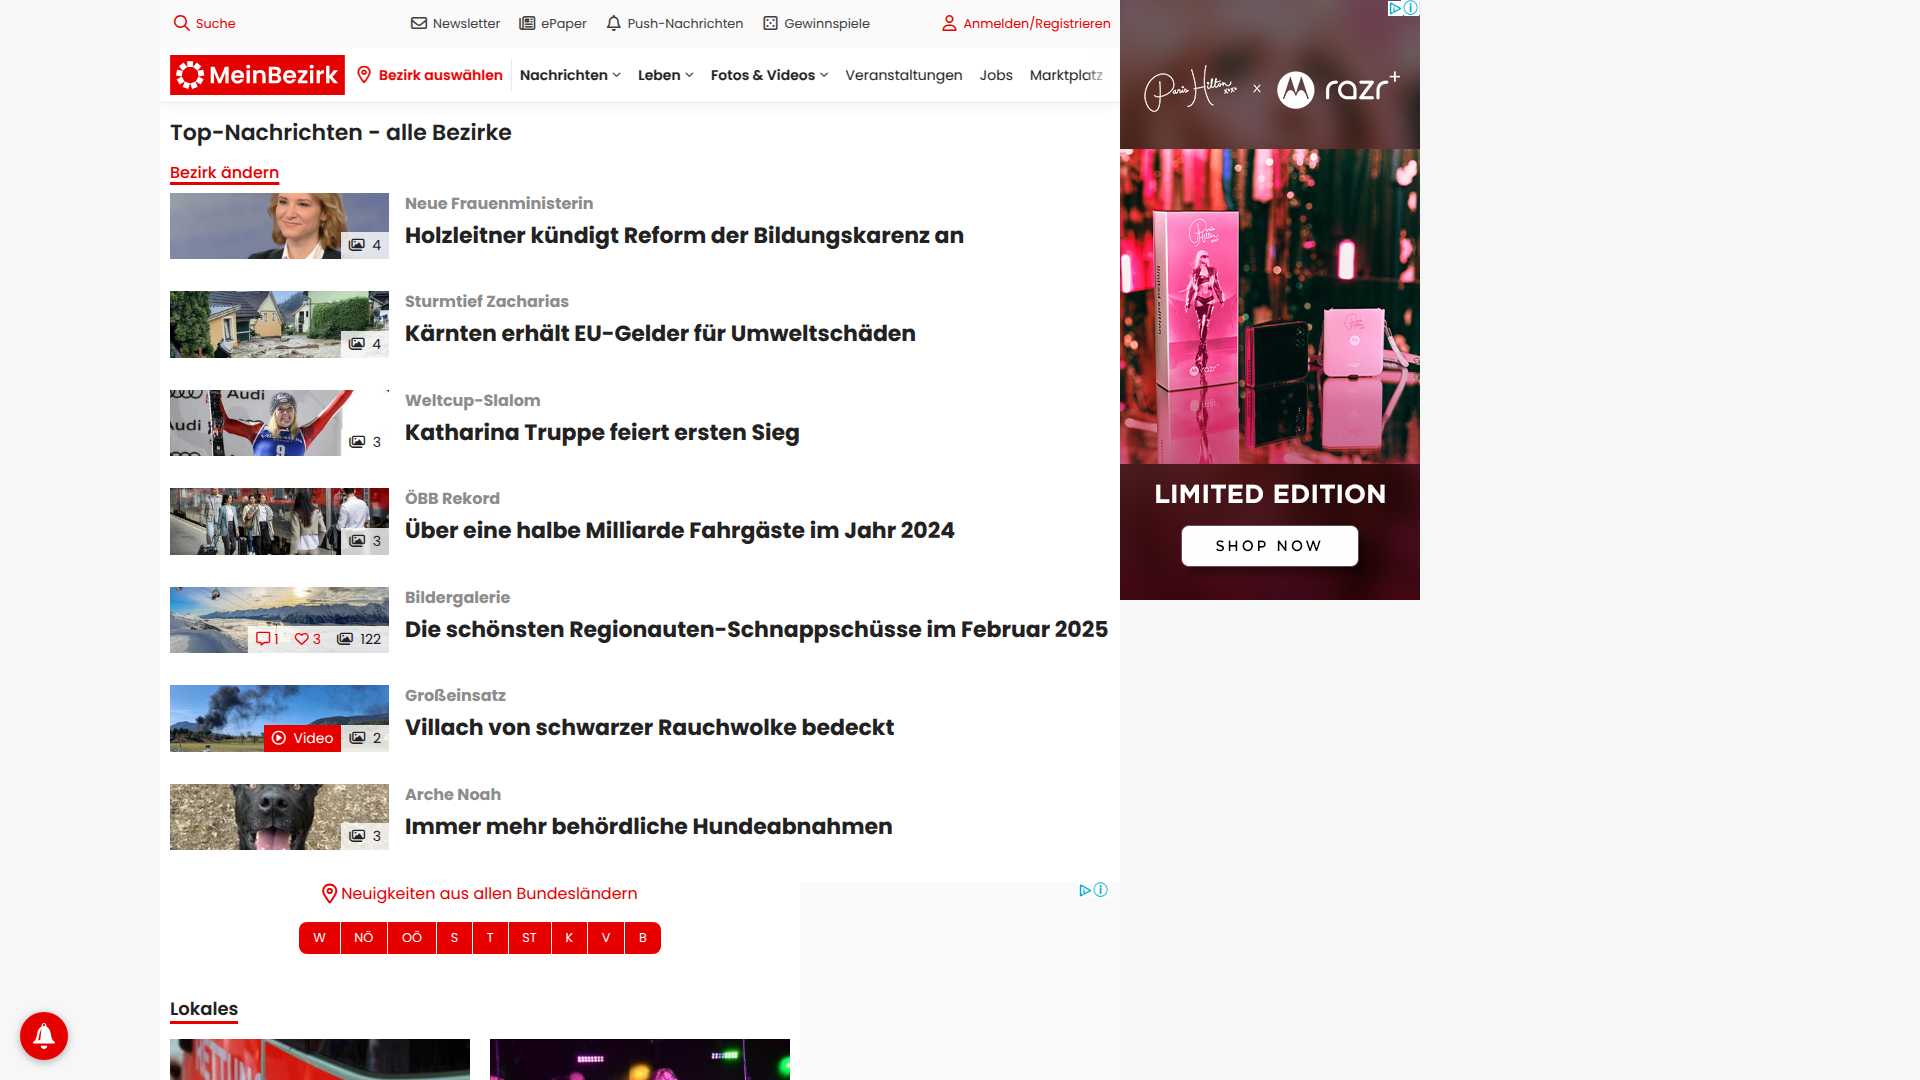 Suche
Newsletter
ePaper
Push-Nachrichten
Gewinnspiele
Anmelden/Registrieren
MeinBezirk
Bezirk auswählen
Nachrichten
Leben
Fotos & Videos
Veranstaltungen
Jobs
Marktplatz
Paris Hilton x razr+
Top-Nachrichten - alle Bezirke
Bezirk ändern
Neue Frauenministerin
Holzleitner kündigt Reform der Bildungskarenz an
4
Sturmtief Zacharias
Kärnten erhält EU-Gelder für Umweltschäden
4
Audi
Audi
9
Weltcup-Slalom
Katharina Truppe feiert ersten Sieg
3
ÖBB Rekord
Über eine halbe Milliarde Fahrgäste im Jahr 2024
3
LIMITED EDITION
SHOP NOW
Bildergalerie
Die schönsten Regionauten-Schnappschüsse im Februar 2025
1 3 122
Großeinsatz
Villach von schwarzer Rauchwolke bedeckt
Video 2
Arche Noah
Immer mehr behördliche Hundeabnahmen
3
Neuigkeiten aus allen Bundesländern
W NÖ OÖ S T ST K V B
Lokales